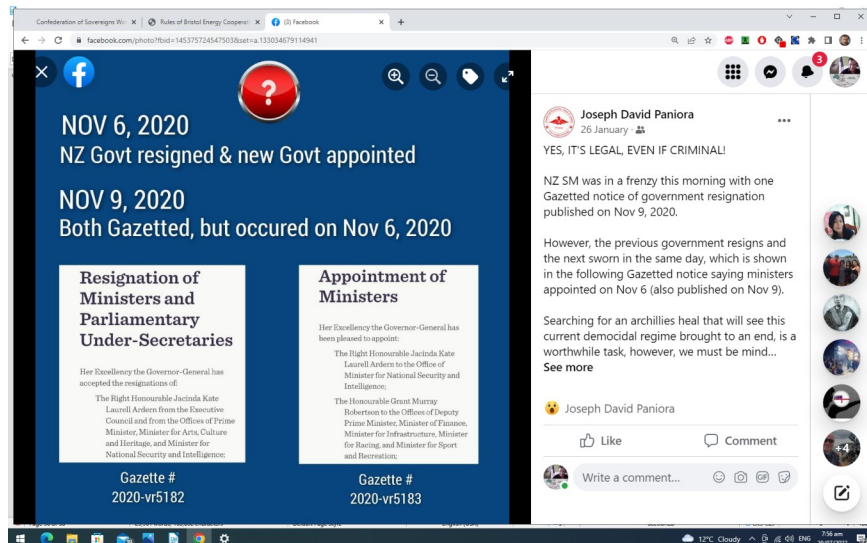 Confederation of Sovereigns Wa
Rules of Bristol Energy Cooperati
(3) Facebook
facebook.com/photo?fbid=145375724547503&set=a.133034679114941
?
NOV 6, 2020
NZ Govt resigned & new Govt appointed
NOV 9, 2020
Both Gazetted, but occured on Nov 6, 2020
Resignation of
Ministers and
Parliamentary
Under-Secretaries
Her Excellency the Governor-General has
accepted the resignations of:
The Right Honourable Jacinda Kate
Laurell Ardern from the Executive
Council and from the Offices of Prime
Minister, Minister for Arts, Culture
and Heritage, and Minister for
National Security and Intelligence;
Gazette #
2020-vr5182
Appointment of
Ministers
Her Excellency the Governor-General has
been pleased to appoint:
The Right Honourable Jacinda Kate
Laurell Ardern to the Office of
Minister for National Security and
Intelligence;
The Honourable Grant Murray
Robertson to the Offices of Deputy
Prime Minister, Minister of Finance,
Minister for Infrastructure, Minister
for Racing, and Minister for Sport
and Recreation;
Gazette #
2020-vr5183
3
Joseph David Paniora
26 January
YES, IT'S LEGAL, EVEN IF CRIMINAL!
NZ SM was in a frenzy this morning with one
Gazetted notice of government resignation
published on Nov 9, 2020.
However, the previous government resigns and
the next sworn in the same day, which is shown
in the following Gazetted notice saying ministers
appointed on Nov 6 (also published on Nov 9).
Searching for an archillies heal that will see this
current democidal regime brought to an end, is a
worthwhile task, however, we must be mind...
See more
Joseph David Paniora
Like
Comment
Write a comment...
GIF
+4
12°C Cloudy
ENG
7:56 am